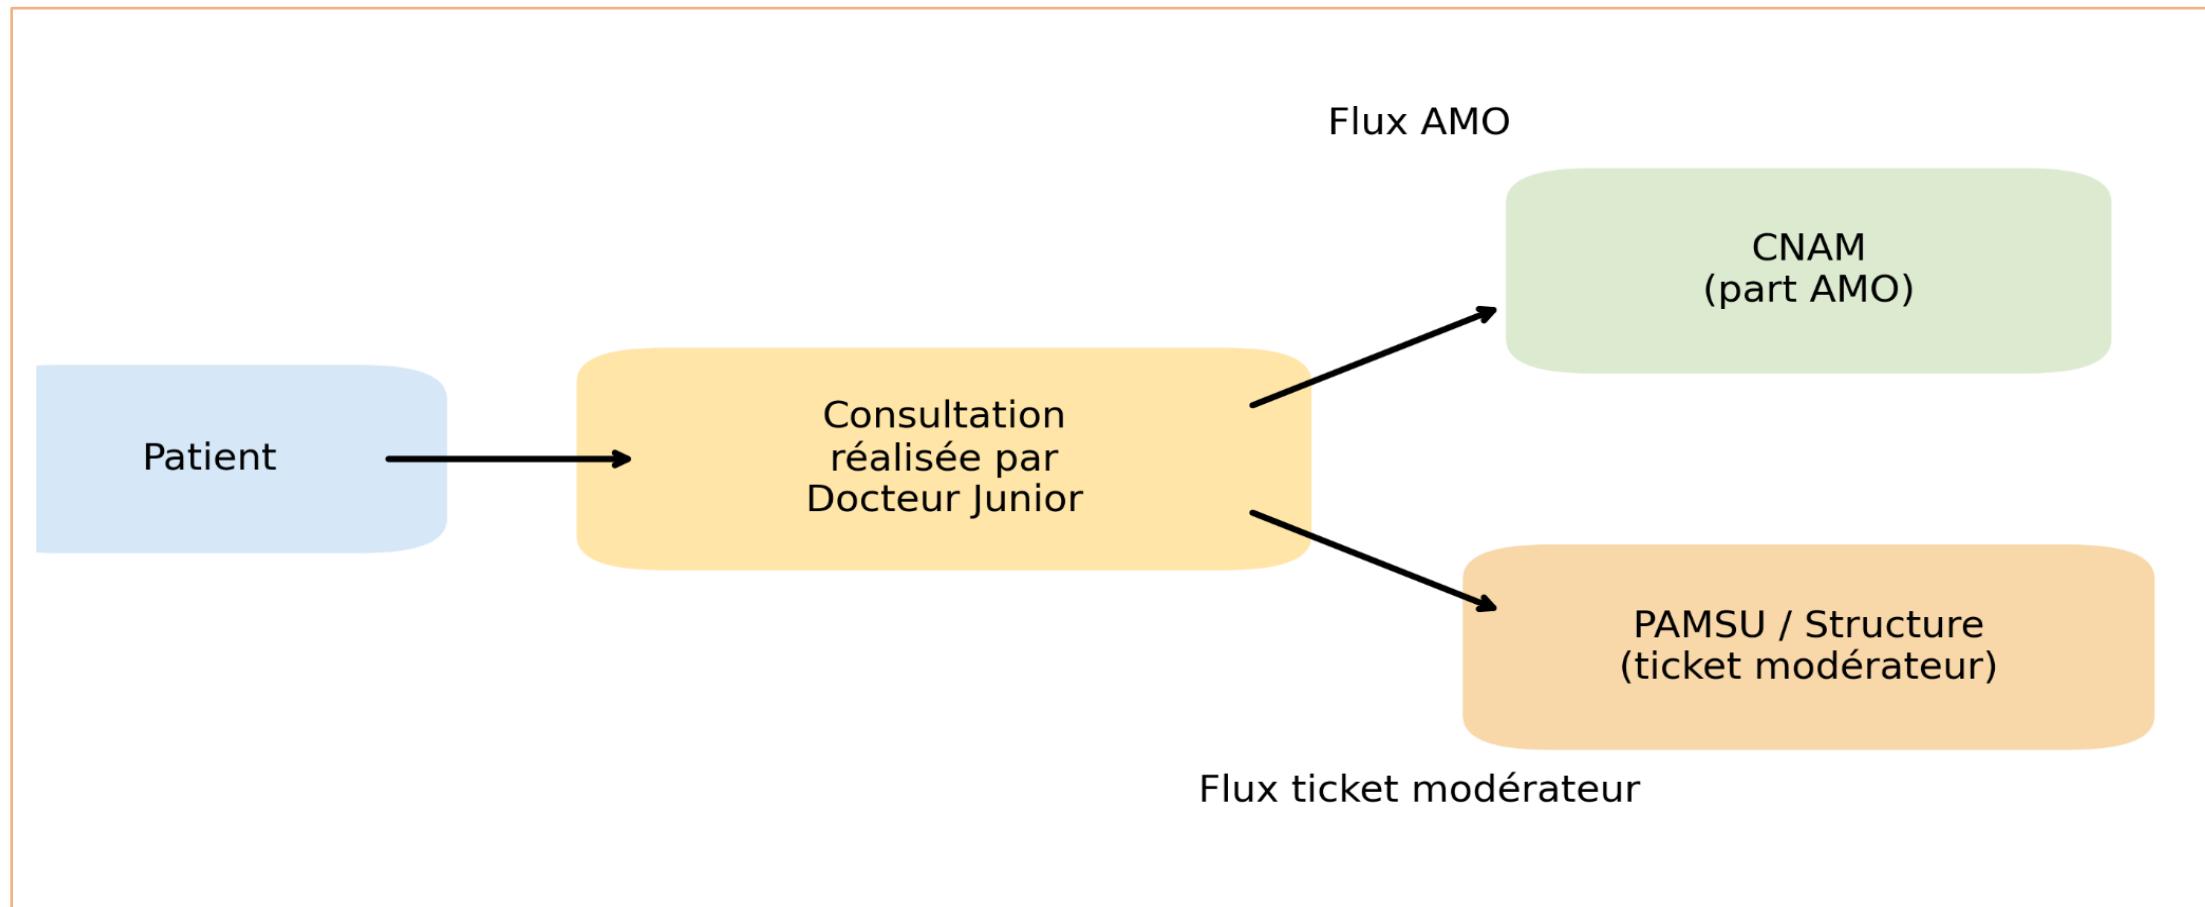 Flux AMO
CNAM
(part AMO)
Patient
Consultation
réalisée par
Docteur Junior
PAMSU / Structure
(ticket modérateur)
Flux ticket modérateur